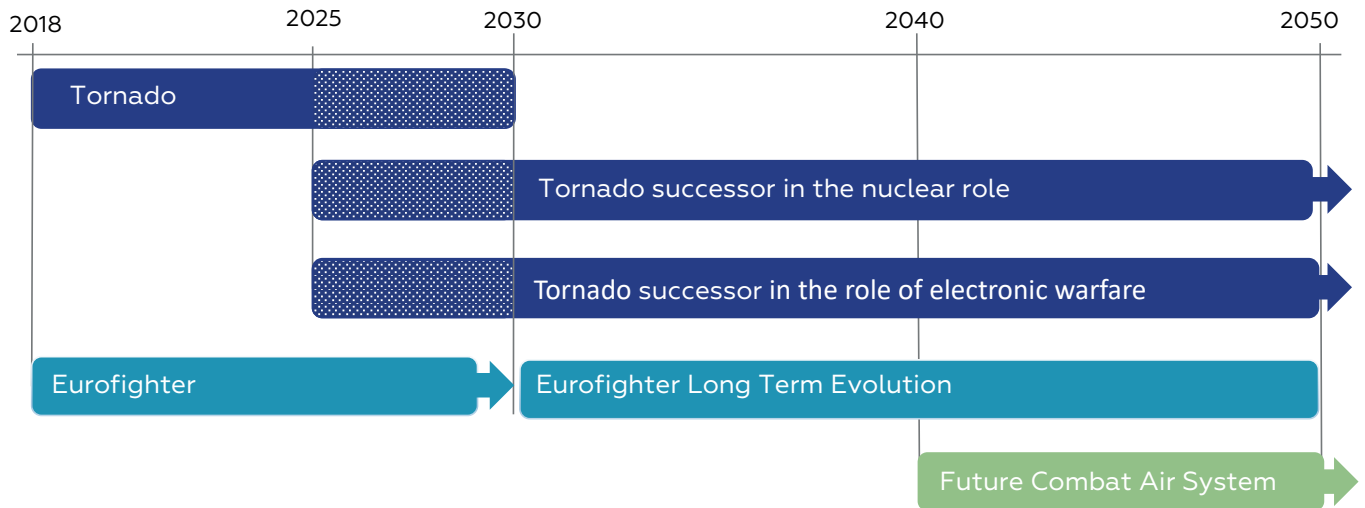 2018 2025 2030 2040 2050
Tornado
Tornado successor in the nuclear role
Tornado successor in the role of electronic warfare
Eurofighter Eurofighter Long Term Evolution
Future Combat Air System